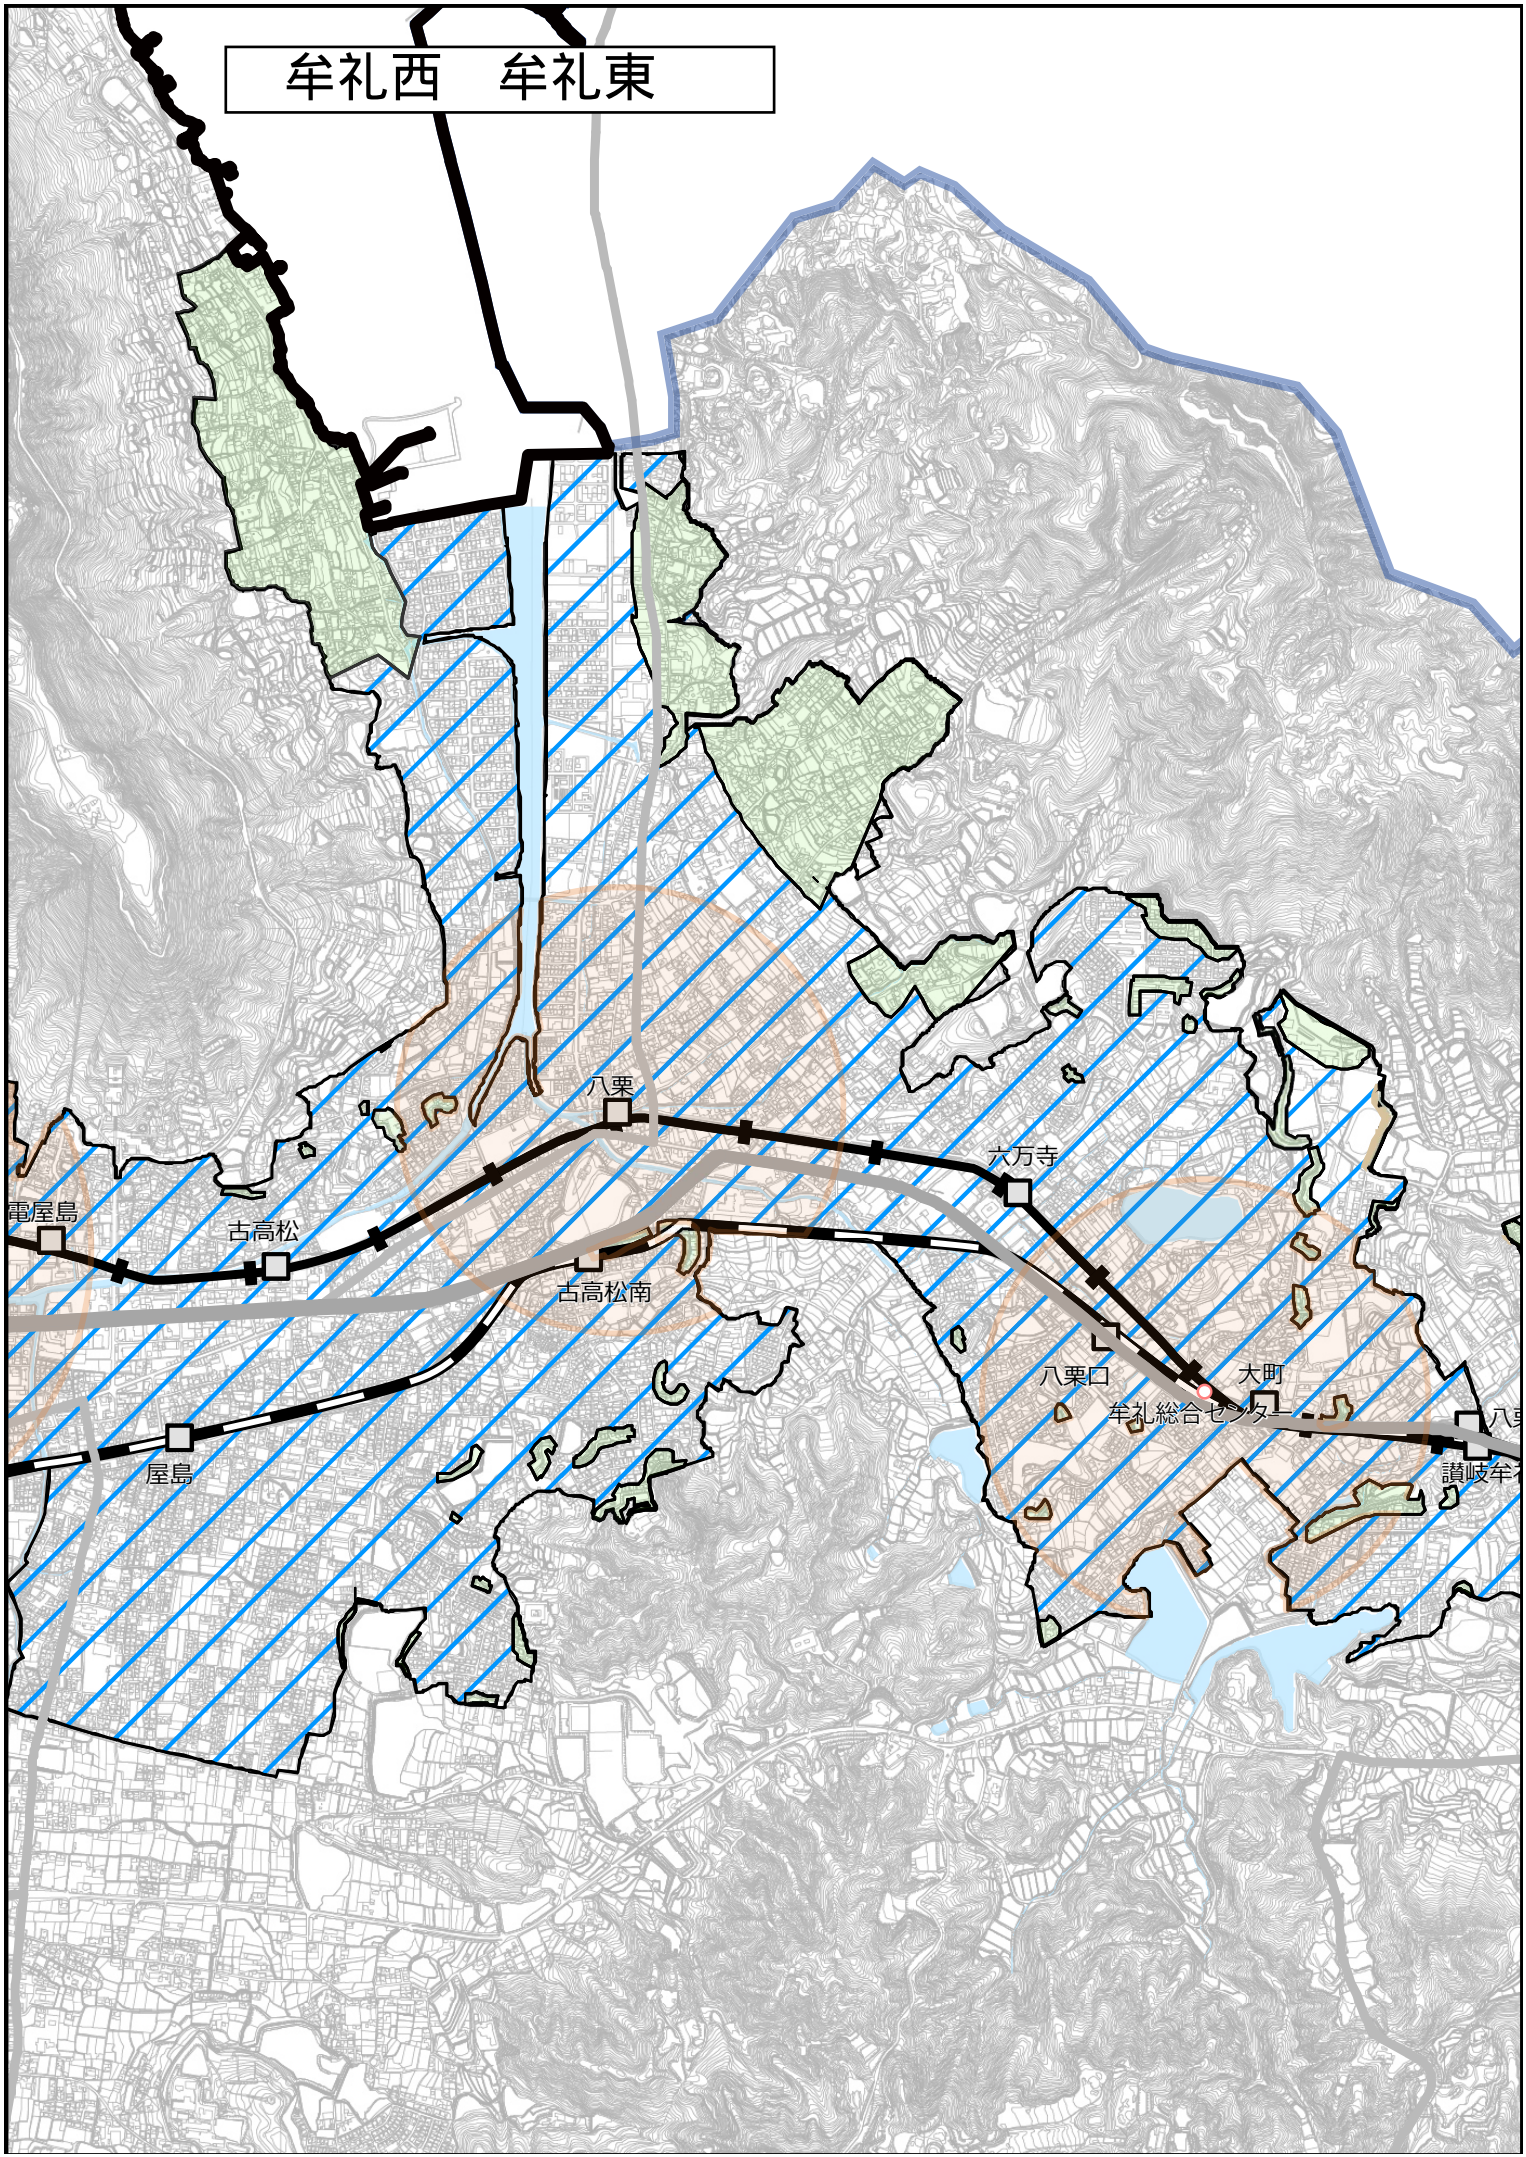 牟礼西　牟礼東
八栗
六万寺
電屋島
古高松
古高松南
八栗口
大町
牟礼総合センター
八栗
屋島
讃岐牟礼